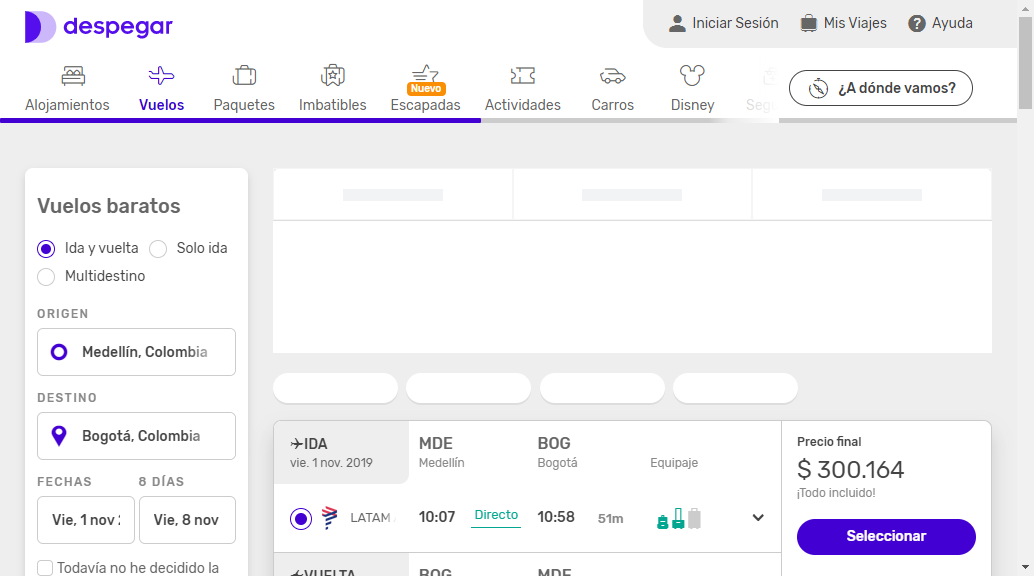 despegar
Iniciar Sesión
Mis Viajes
Ayuda
Alojamientos
Vuelos
Paquetes
Imbatibles
Nuevo
Escapadas
Actividades
Carros
Disney
¿A dónde vamos?
Vuelos baratos
Ida y vuelta
Solo ida
Multidestino
ORIGEN
Medellín, Colombia
DESTINO
Bogotá, Colombia
FECHAS
8 DÍAS
Vie, 1 nov
Vie, 8 nov
Todavía no he decidido la
IDA
vie. 1 nov. 2019
MDE
Medellín
BOG
Bogotá
Equipaje
LATAM
10:07
Directo
10:58
51m
Precio final
$ 300.164
¡Todo incluido!
Seleccionar
VUELTA
BOG
MDE